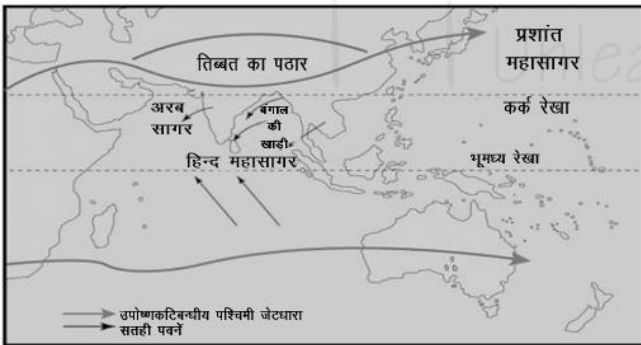 प्रशांत
महासागर
तिब्बत का पठार
कर्क रेखा
अरब
सागर
बंगाल
की
खाड़ी
हिन्द महासागर
भूमध्य रेखा
उपोष्णकटिबन्धीय पश्चिमी जेटधारा
सतही पवनें